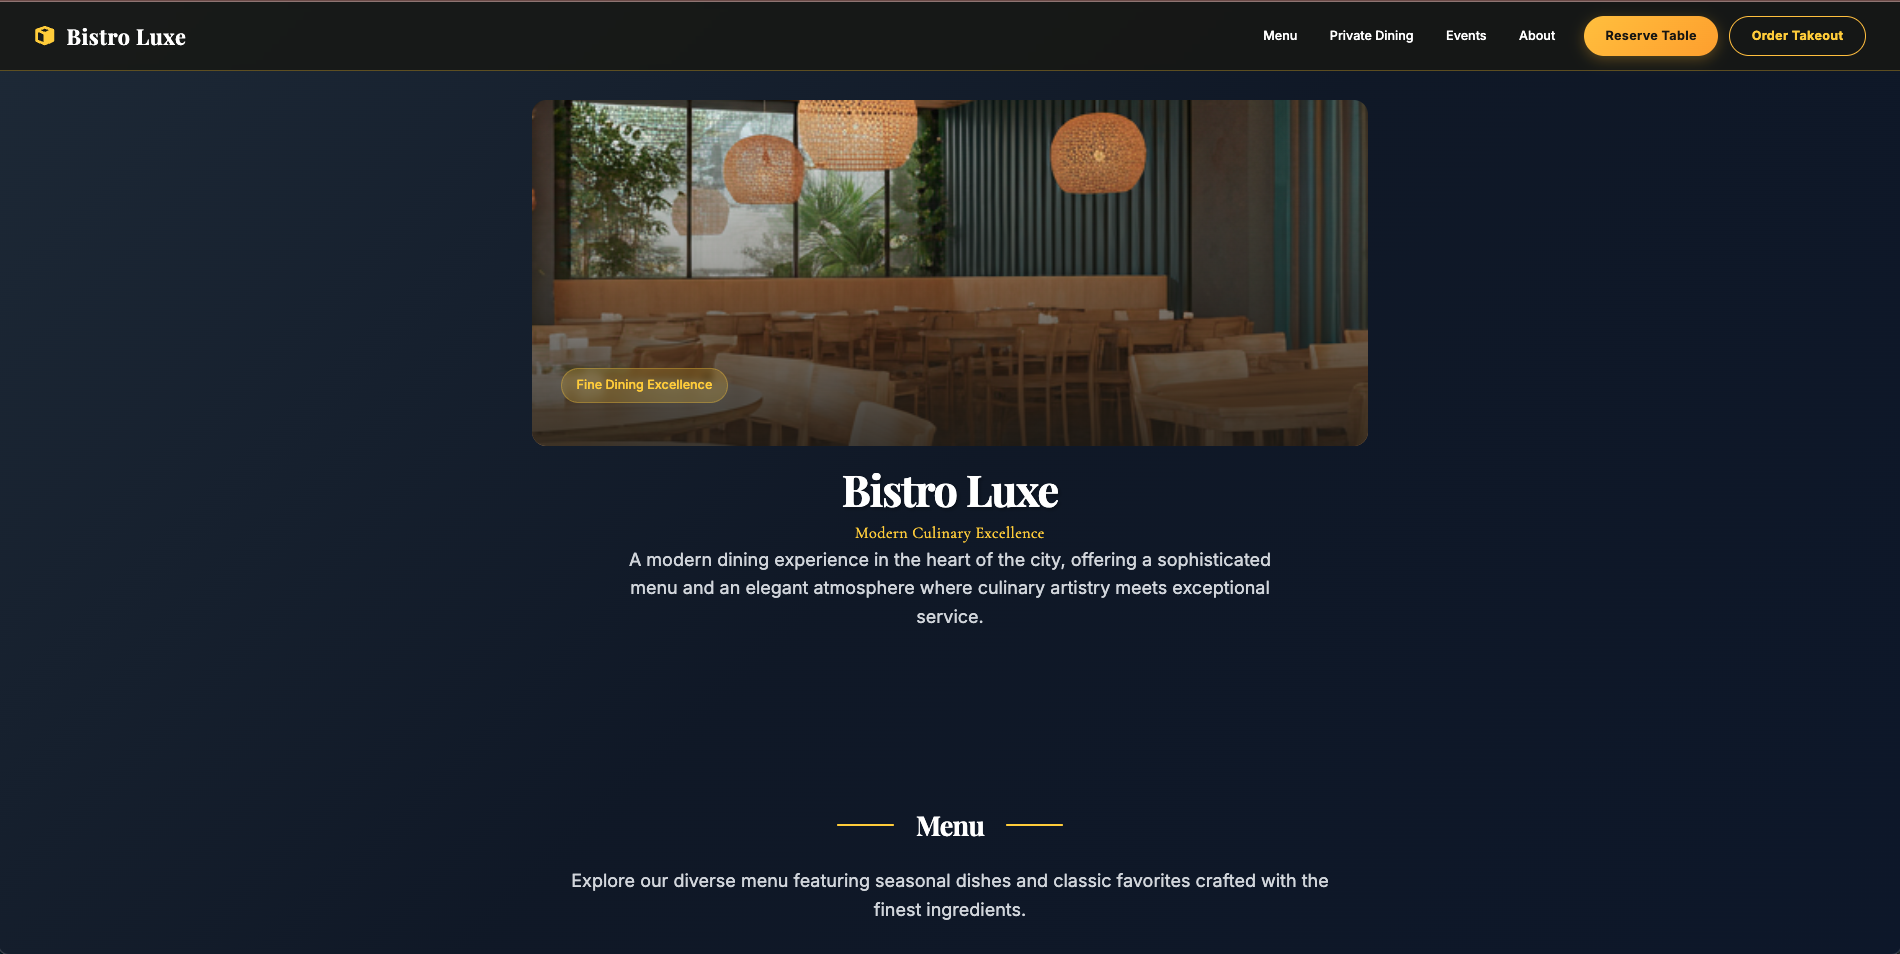 Bistro Luxe
Menu
Private Dining
Events
About
Reserve Table
Order Takeout
Fine Dining Excellence
Bistro Luxe
Modern Culinary Excellence
A modern dining experience in the heart of the city, offering a sophisticated
menu and an elegant atmosphere where culinary artistry meets exceptional
service.
Menu
Explore our diverse menu featuring seasonal dishes and classic favorites crafted with the
finest ingredients.